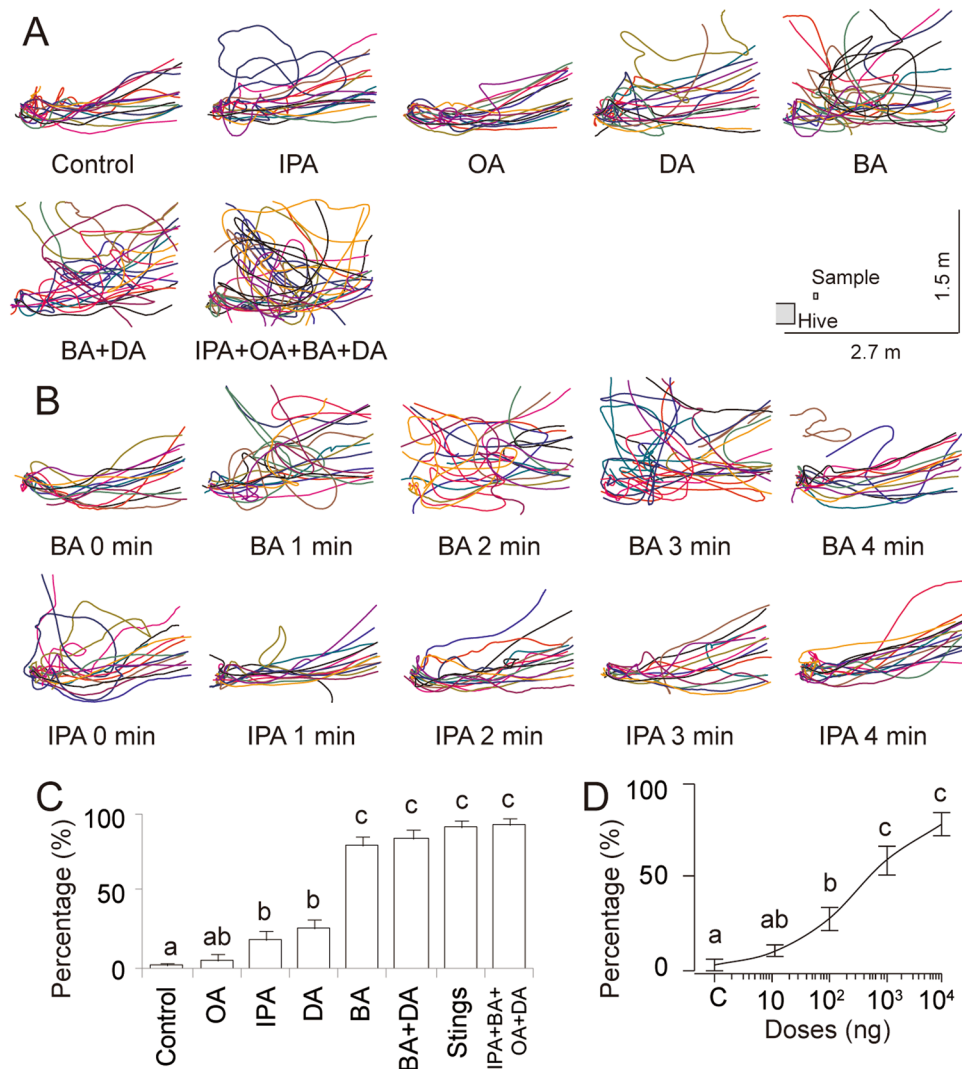 A
Control IPA OA DA BA
BA+DA IPA+OA+BA+DA
Sample
Hive
1.5 m
2.7 m
B
BA 0 min BA 1 min BA 2 min BA 3 min BA 4 min
IPA 0 min IPA 1 min IPA 2 min IPA 3 min IPA 4 min
C
Percentage (%)
100
50
0
a ab b b c c c c
Control OA IPA DA BA BA+DA Stings IPA+BA+
OA+DA
D
Percentage (%)
100
50
0
a ab b c c
C 10 10² 10³ 10⁴
Doses (ng)